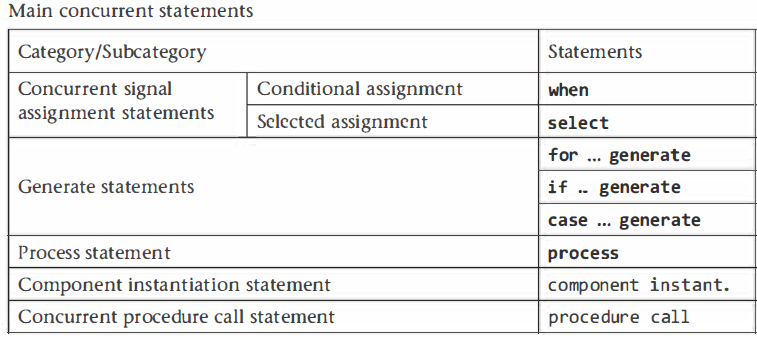 Main concurrent statements
Category/Subcategory Statements
Concurrent signal assignment statements Conditional assignment when
Selected assignment select
Generate statements for ... generate
if .. generate
case ... generate
Process statement process
Component instantiation statement component instant.
Concurrent procedure call statement procedure call